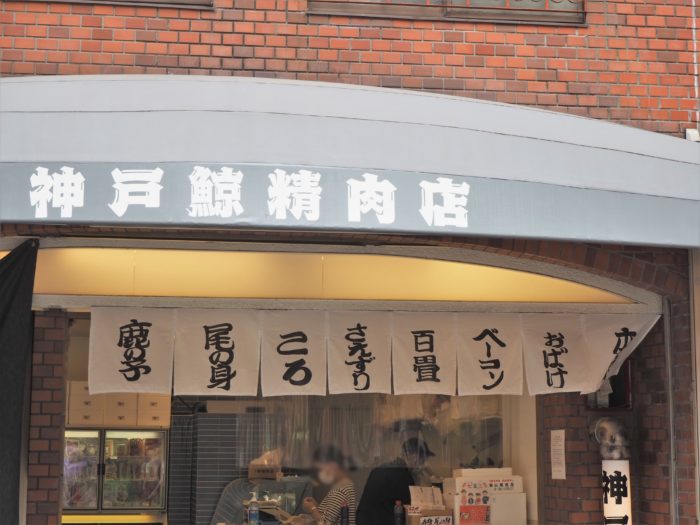 神戸鯨精肉店
鹿の子
尾の身
ころ
さえずり
百畳
ベーコン
おばけ
神